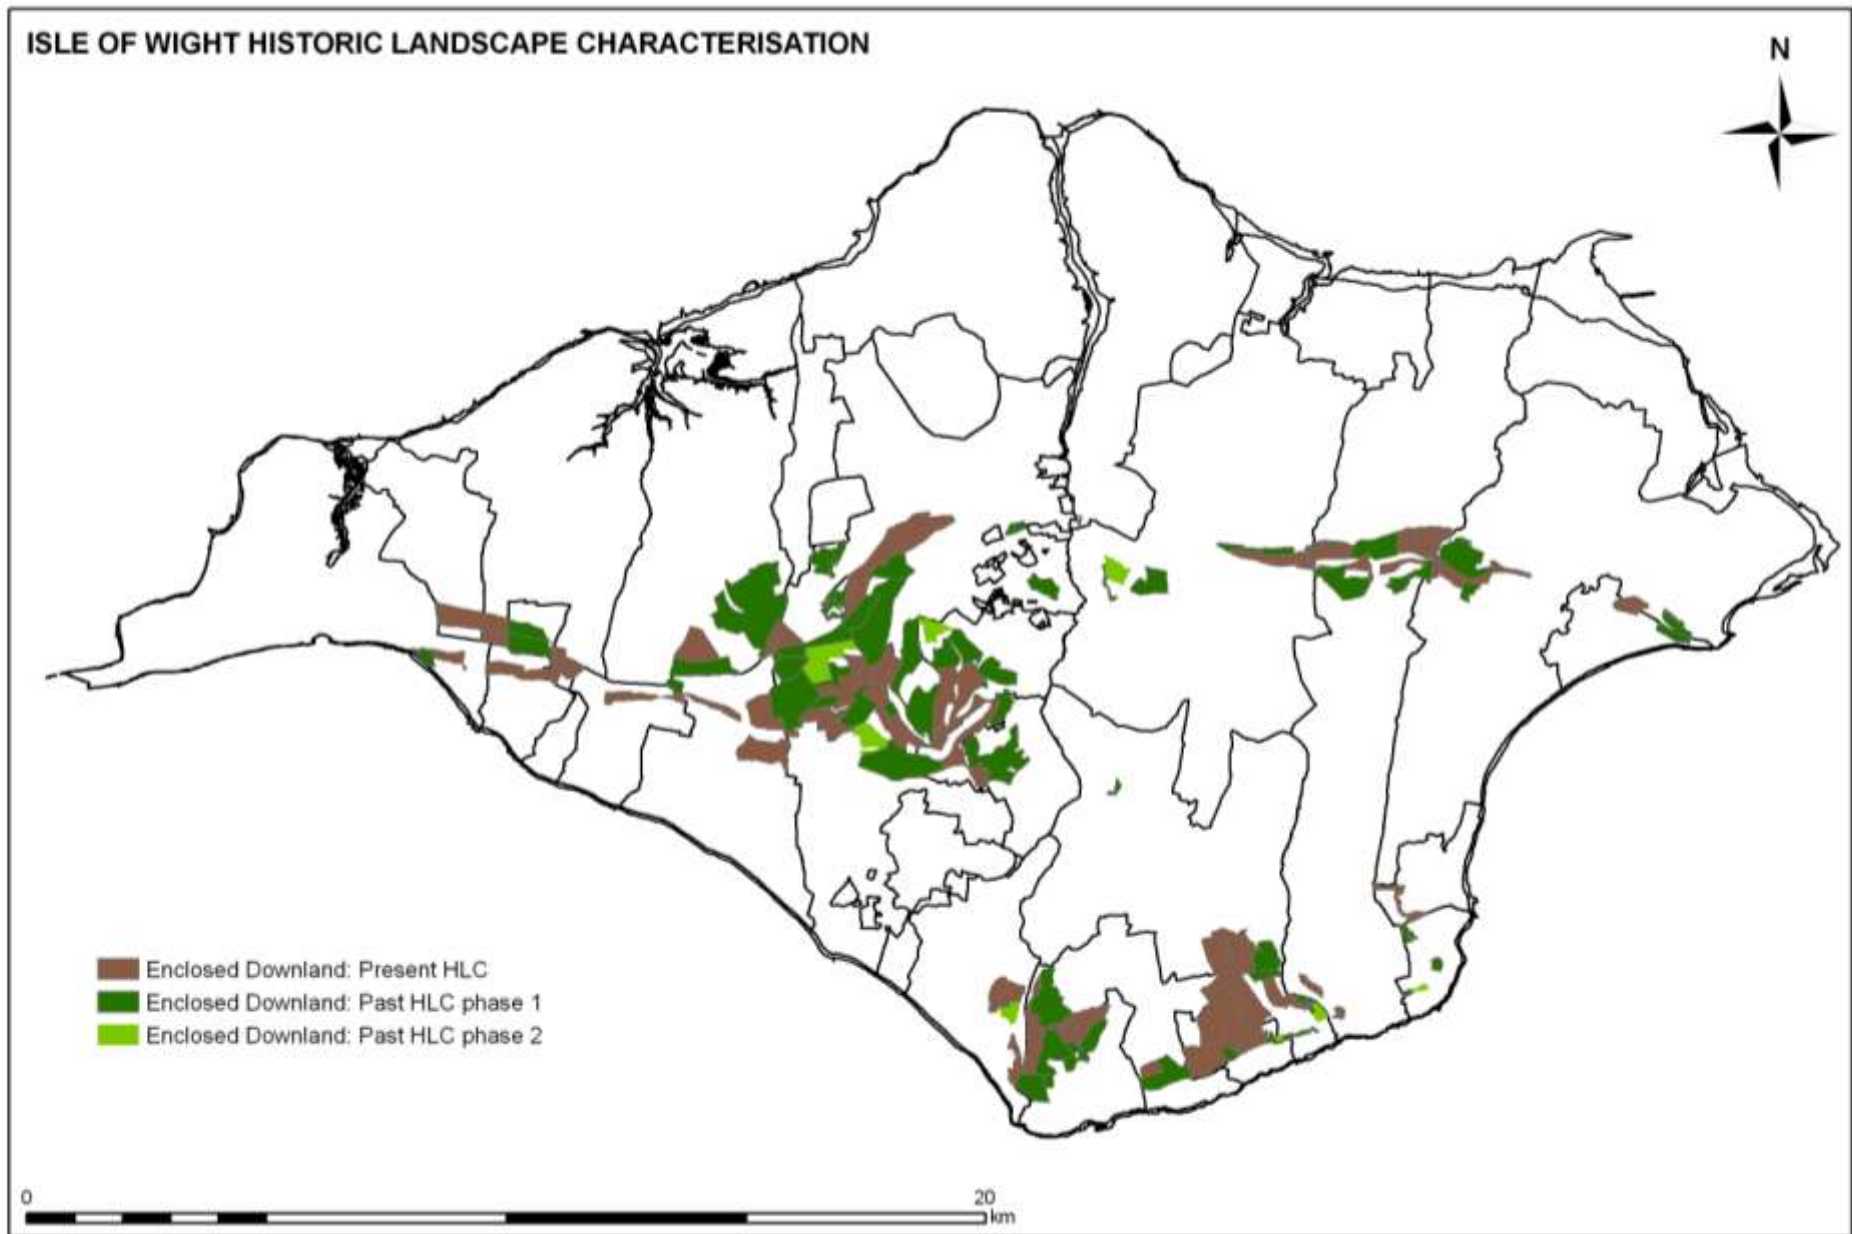 ISLE OF WIGHT HISTORIC LANDSCAPE CHARACTERISATION
N
Enclosed Downland: Present HLC
Enclosed Downland: Past HLC phase 1
Enclosed Downland: Past HLC phase 2
0 20
km